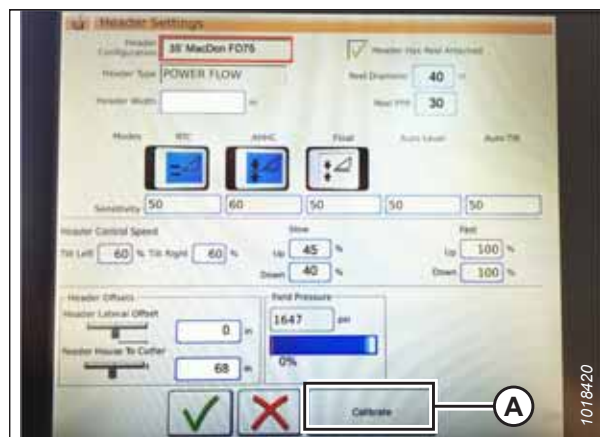 Header Settings
Header Configuration 35' MacDon FD75 Header Has Reel Attached
Header Type POWER FLOW Reel Diameter 40 in
Header Width in Reel PPR 30
Modes RTC AHHC Float Auto Level Auto Tilt
Sensitivity 50 60 50 50 50
Header Control Speed Slow Fast
Tilt Left 60 % Tilt Right 60 % Up 45 % Up 100 %
Down 40 % Down 100 %
Header Offsets Field Pressure
Header Lateral Offset 1647 psi
0 in
Feeder House To Cutter 0%
68 in
Calibrate A
1018420